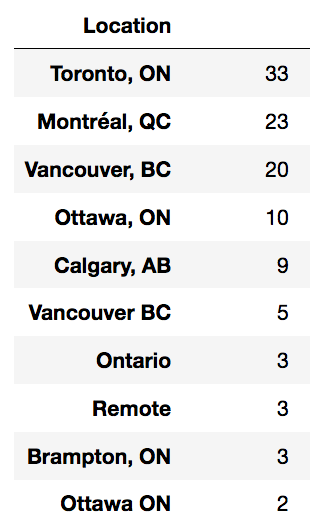 Location
Toronto, ON 33
Montréal, QC 23
Vancouver, BC 20
Ottawa, ON 10
Calgary, AB 9
Vancouver BC 5
Ontario 3
Remote 3
Brampton, ON 3
Ottawa ON 2